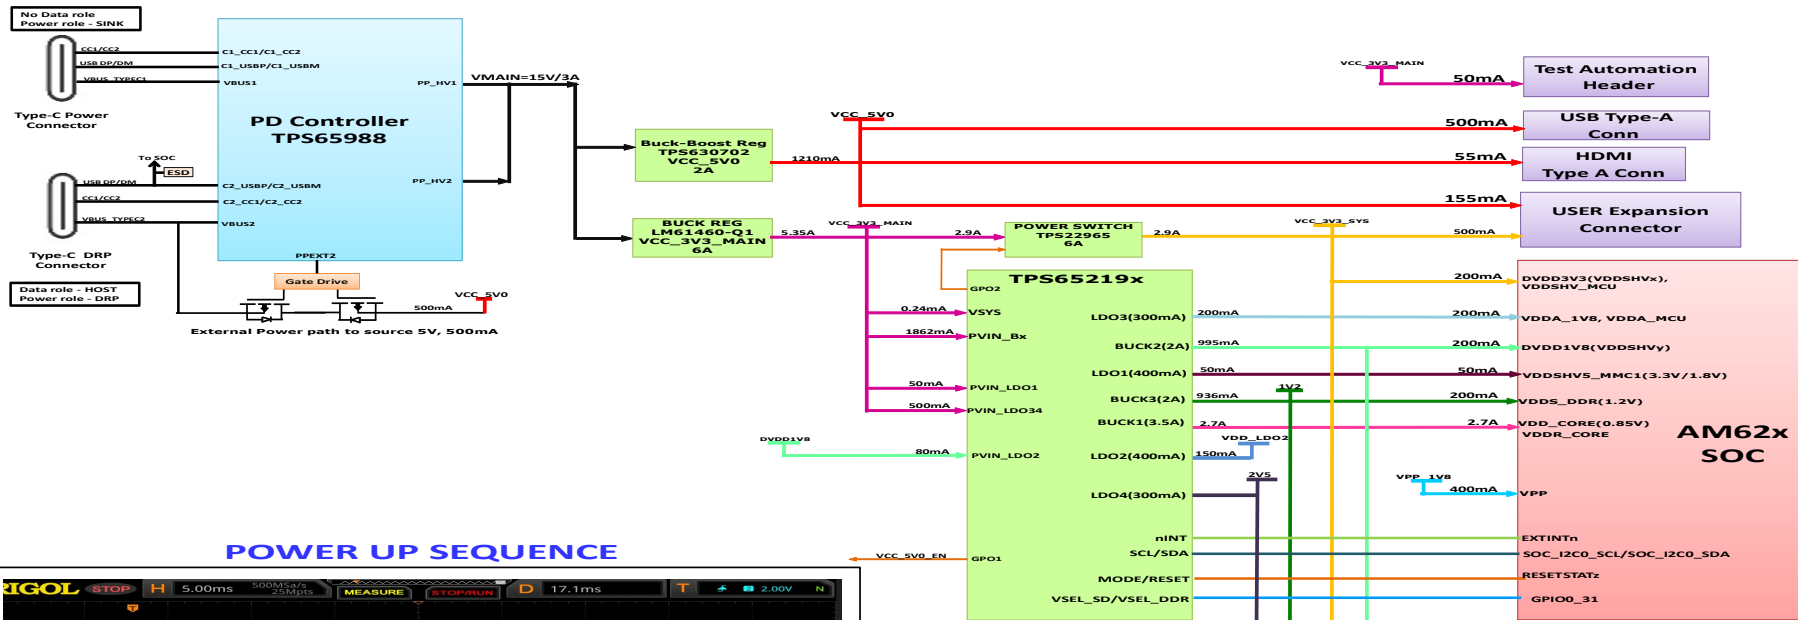 No Data role
Power role - SINK
CC1/CC2
USB DP/DM
VBUS_TYPEC1
Type-C Power
Connector
C1_CC1/C1_CC2
C1_USBP/C1_USBM
VBUS1
PP_HV1
PD Controller
TPS65988
To SOC
ESD
USB DP/DM
CC1/CC2
VBUS_TYPEC2
C2_USBP/C2_USBM
C2_CC1/C2_CC2
VBUS2
PP_HV2
PPEXT2
Type-C DRP
Connector
Data role - HOST
Power role - DRP
Gate Drive
500mA
VCC_5V0
External Power path to source 5V, 500mA
VMAIN=15V/3A
Buck-Boost Reg
TPS630702
VCC_5V0
2A
1210mA
VCC_5V0
BUCK REG
LM61460-Q1
VCC_3V3_MAIN
6A
5.35A
VCC_3V3_MAIN
2.9A
POWER SWITCH
TPS22965
6A
2.9A
VCC_3V3_SYS
500mA
VCC_3V3_MAIN
50mA
Test Automation
Header
500mA
USB Type-A
Conn
55mA
HDMI
Type A Conn
155mA
USER Expansion
Connector
TPS65219x
GPO2
0.24mA
VSYS
1862mA
PVIN_Bx
50mA
PVIN_LDO1
500mA
PVIN_LDO34
DVDD1V8
80mA
PVIN_LDO2
VCC_5V0_EN
GPO1
LDO3(300mA)
200mA
BUCK2(2A)
995mA
LDO1(400mA)
50mA
BUCK3(2A)
936mA
1V2
BUCK1(3.5A)
2.7A
VDD_LDO2
LDO2(400mA)
150mA
2V5
LDO4(300mA)
nINT
SCL/SDA
MODE/RESET
VSEL_SD/VSEL_DDR
200mA
DVDD3V3(VDDSHVx),
VDDSHV_MCU
200mA
VDDA_1V8, VDDA_MCU
200mA
DVDD1V8(VDDSHVy)
50mA
VDDSHV5_MMC1(3.3V/1.8V)
200mA
VDDS_DDR(1.2V)
2.7A
VDD_CORE(0.85V)
VDDR_CORE
AM62x
SOC
VPP_1V8
400mA
VPP
EXTINTn
SOC_I2C0_SCL/SOC_I2C0_SDA
RESETSTATz
GPIO0_31
POWER UP SEQUENCE
RIGOL
STOP
H
5.00ms
500MSa/s
25Mpts
MEASURE
STOP/RUN
D
17.1ms
T
2.00V
N
T